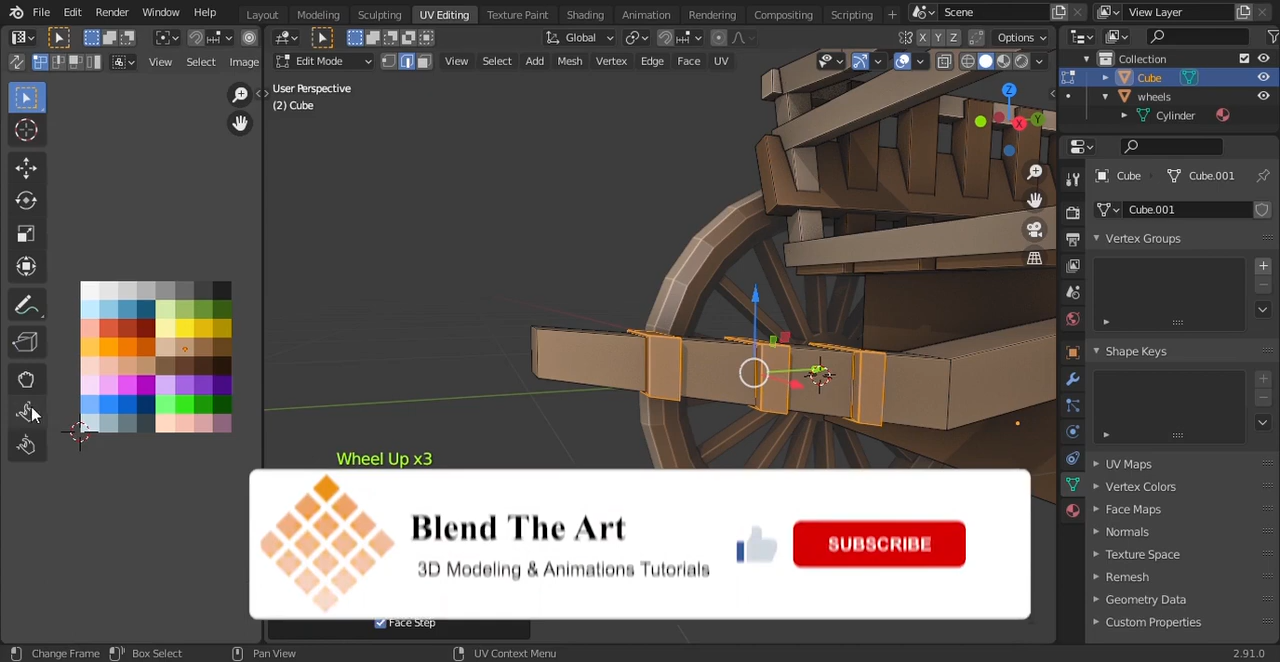 File Edit Render Window Help Layout Modeling Sculpting UV Editing Texture Paint Shading Animation Rendering Compositing Scripting + Scene View Layer
Global X Y Z Options
View Select Image Edit Mode View Select Add Mesh Vertex Edge Face UV
Collection
Cube
wheels
Cylinder
User Perspective
(2) Cube
Z
X
Y
Cube Cube.001
Cube.001
Vertex Groups
Shape Keys
Wheel Up x3
UV Maps
Vertex Colors
Face Maps
Normals
Texture Space
Remesh
Geometry Data
Custom Properties
Blend The Art
3D Modeling & Animations Tutorials
SUBSCRIBE
Face Step
Change Frame Box Select Pan View UV Context Menu 2.91.0